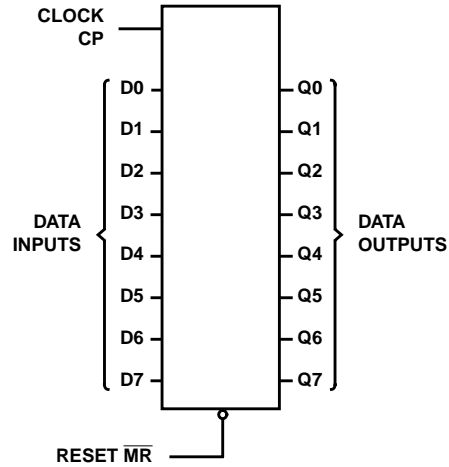 CLOCK
CP
D0
D1
D2
D3
D4
D5
D6
D7
DATA
INPUTS
Q0
Q1
Q2
Q3
Q4
Q5
Q6
Q7
DATA
OUTPUTS
RESET M̅R̅